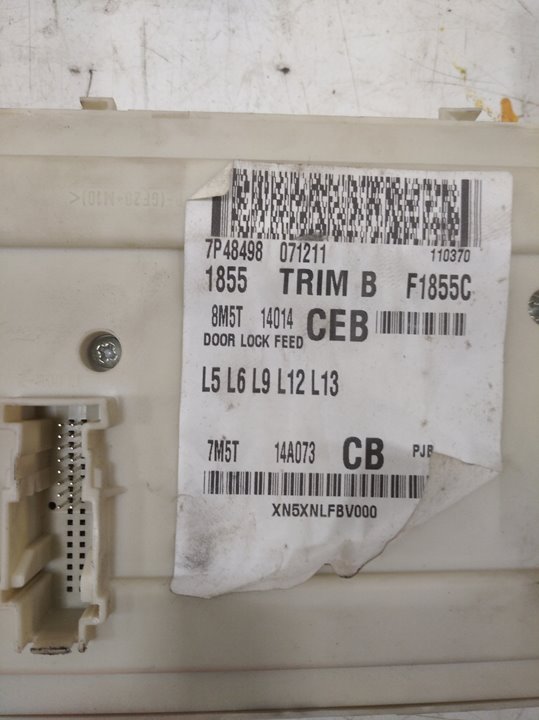 7P48498 071211 110370
1855 TRIM B F1855C
8M5T 14014 CEB
DOOR LOCK FEED
L5 L6 L9 L12 L13
7M5T 14A073 CB PJB
XN5XNLFBV000